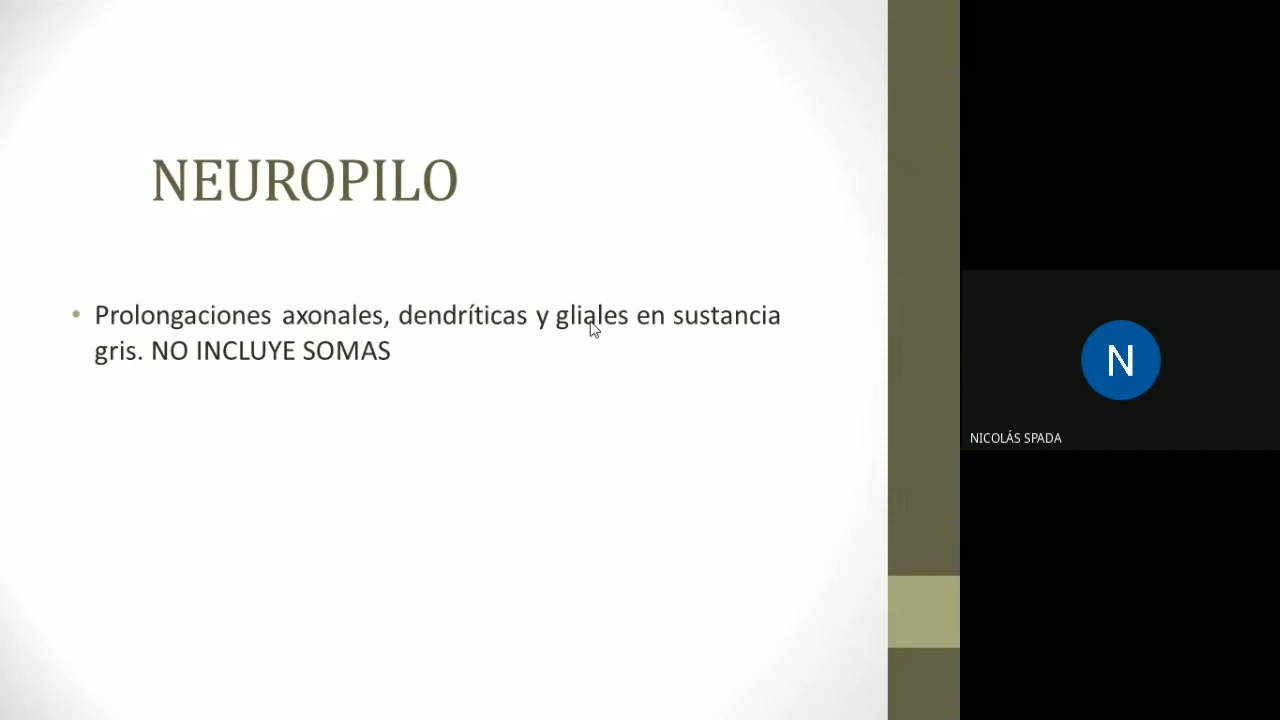 NEUROPILO
• Prolongaciones axonales, dendríticas y gliales en sustancia
gris. NO INCLUYE SOMAS
N
NICOLÁS SPADA